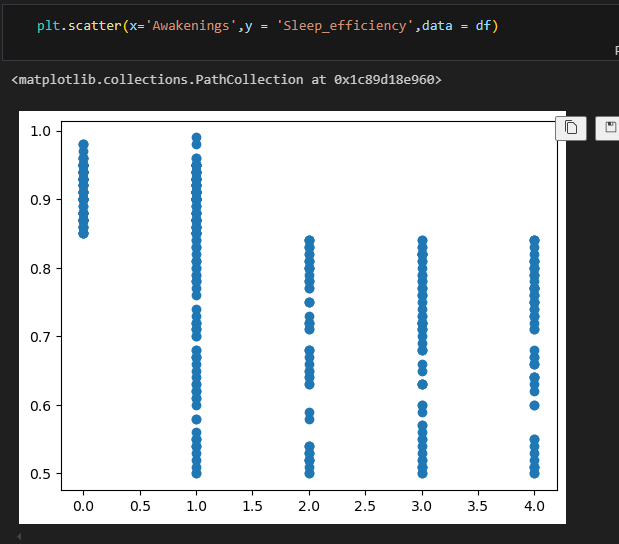 plt.scatter(x='Awakenings',y = 'Sleep_efficiency',data = df)
<matplotlib.collections.PathCollection at 0x1c89d18e960>
1.0
0.9
0.8
0.7
0.6
0.5
0.0 0.5 1.0 1.5 2.0 2.5 3.0 3.5 4.0